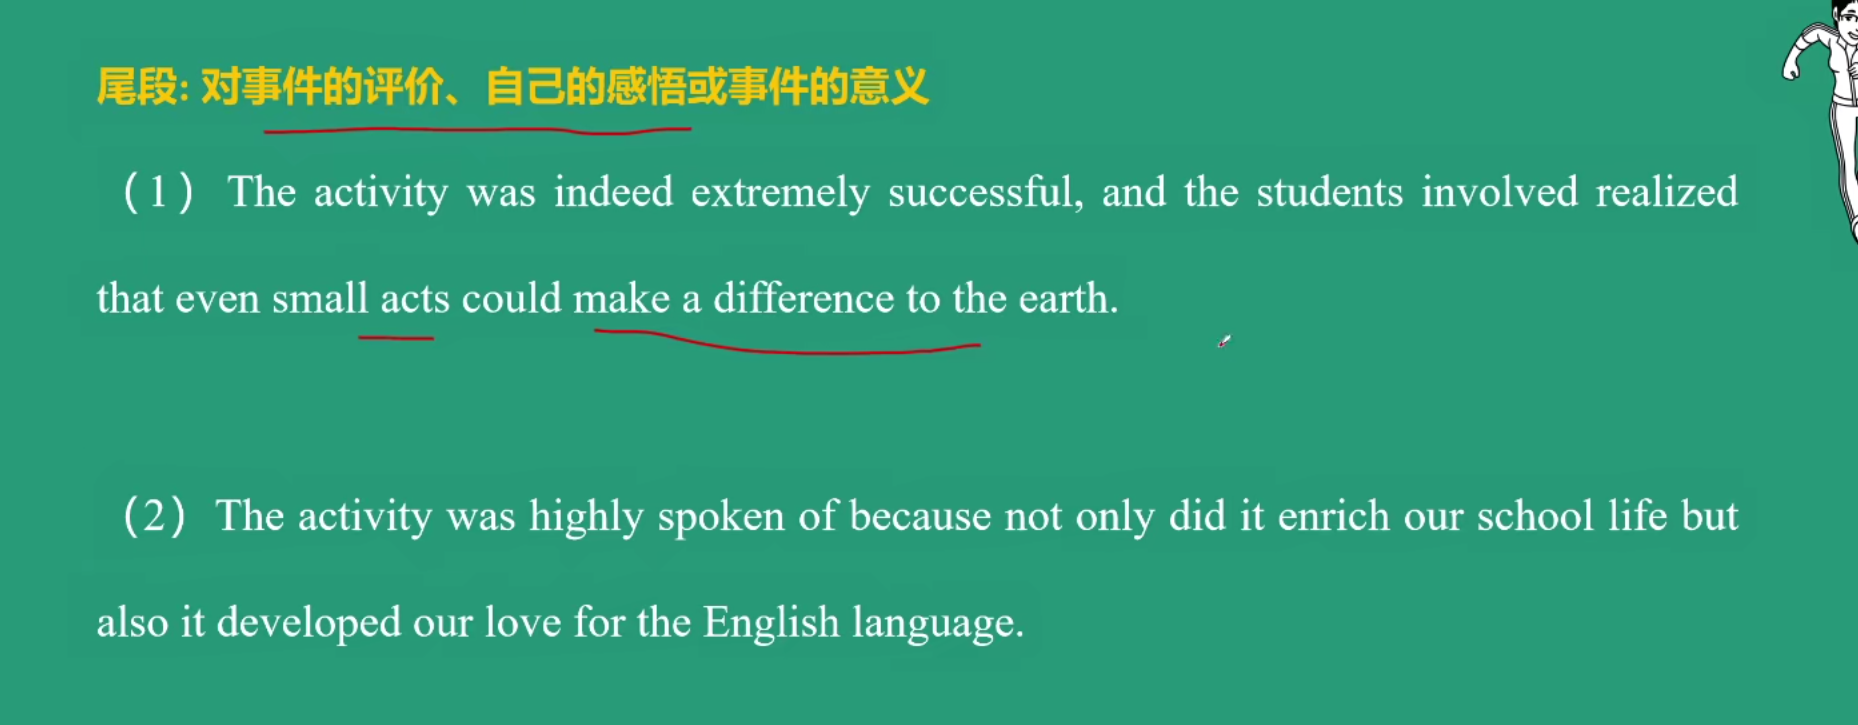 尾段: 对事件的评价、自己的感悟或事件的意义
（1） The activity was indeed extremely successful, and the students involved realized
that even small acts could make a difference to the earth.
（2） The activity was highly spoken of because not only did it enrich our school life but
also it developed our love for the English language.